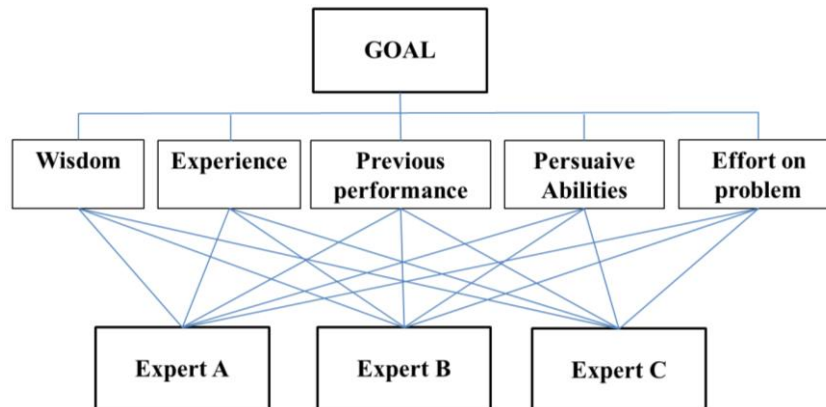 GOAL
Wisdom
Experience
Previous
performance
Persuaive
Abilities
Effort on
problem
Expert A
Expert B
Expert C